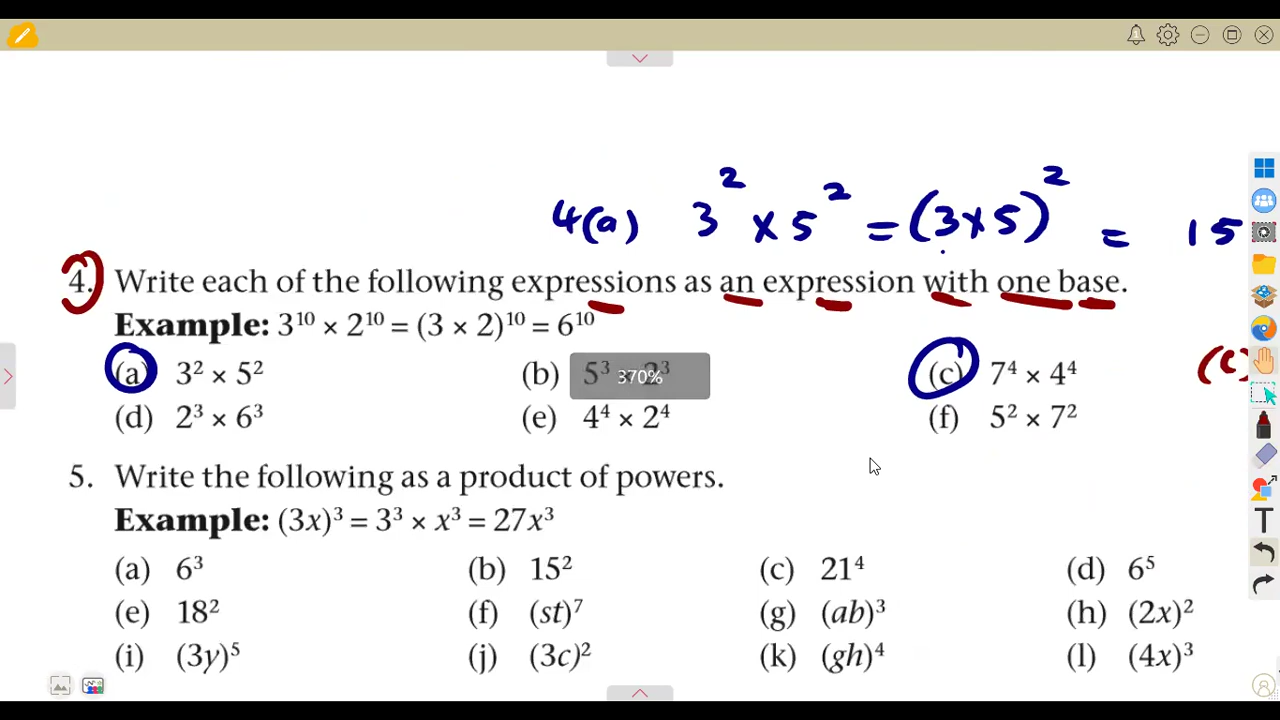 4(a) 3² × 5² = (3×5)² = 15
4. Write each of the following expressions as an expression with one base.
Example: 3¹⁰ × 2¹⁰ = (3 × 2)¹⁰ = 6¹⁰
(a) 3² × 5² (b) 5³ 370% 2³ (c) 7⁴ × 4⁴ (c)
(d) 2³ × 6³ (e) 4⁴ × 2⁴ (f) 5² × 7²
5. Write the following as a product of powers.
Example: (3x)³ = 3³ × x³ = 27x³
(a) 6³ (b) 15² (c) 21⁴ (d) 6⁵
(e) 18² (f) (st)⁷ (g) (ab)³ (h) (2x)²
(i) (3y)⁵ (j) (3c)² (k) (gh)⁴ (l) (4x)³